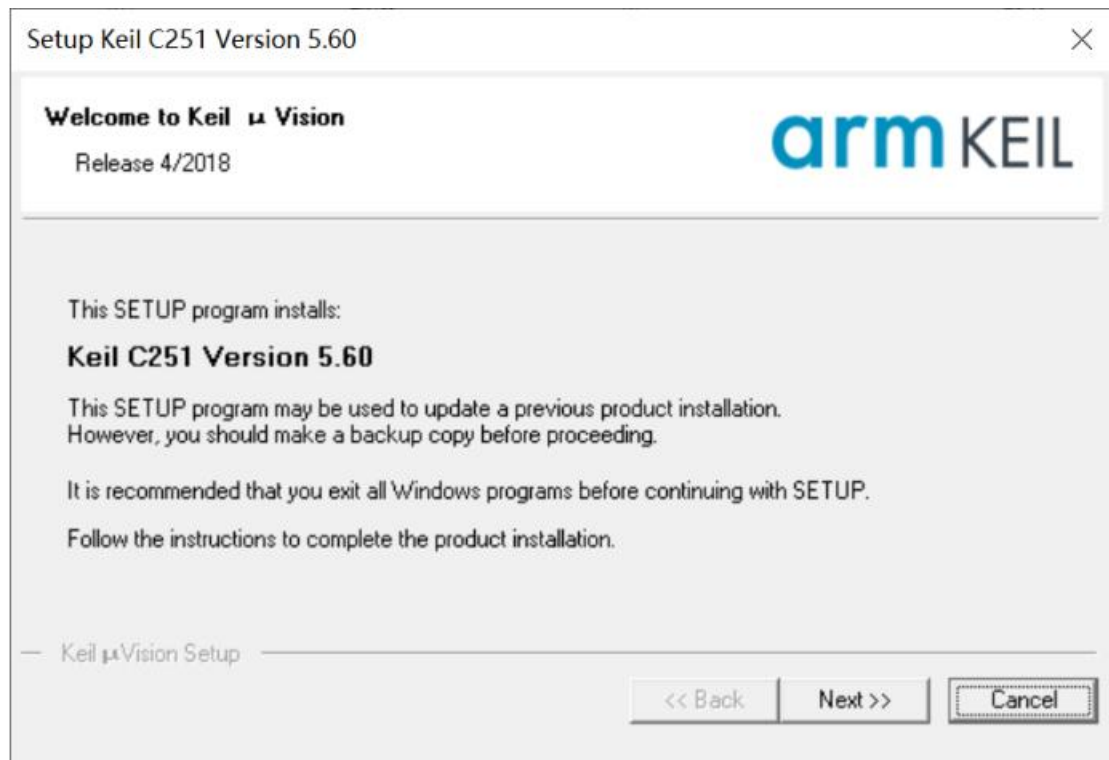 Setup Keil C251 Version 5.60
Welcome to Keil μ Vision
Release 4/2018
arm KEIL
This SETUP program installs:
Keil C251 Version 5.60
This SETUP program may be used to update a previous product installation.
However, you should make a backup copy before proceeding.
It is recommended that you exit all Windows programs before continuing with SETUP.
Follow the instructions to complete the product installation.
Keil μVision Setup
<< Back
Next >>
Cancel